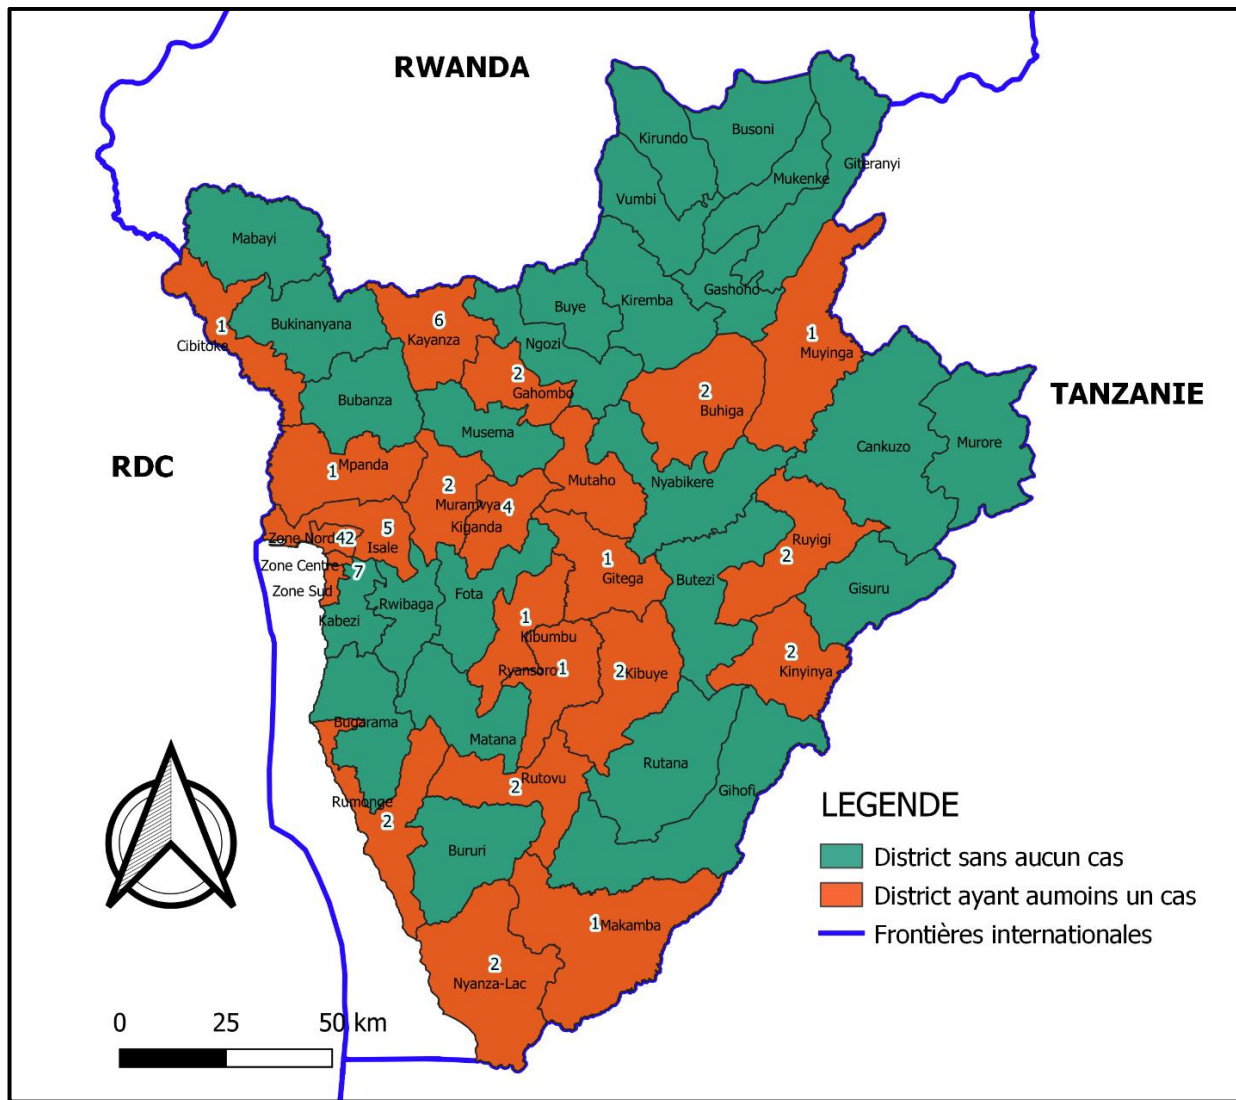 RWANDA
Kirundo
Busoni
Giteranyi
Mukenke
Vumbi
Mabayi
Gashoho
Kiremba
Buye
Bukinanyana
6
Kayanza
1
Cibitoke
Ngozi
1
Muyinga
2
Gahombo
2
Buhiga
TANZANIE
Bubanza
Musema
Cankuzo
Murore
RDC
1
Mpanda
Mutaho
Nyabikere
2
Muramvya
4
Kiganda
5
Isale
Zone Nord
42
Ruyigi
2
1
Gitega
Zone Centre
7
Zone Sud
Butezi
Gisuru
Fota
Rwibaga
Kabezi
1
Kibumbu
2
Kinyinya
Ryansoro
1
2
Kibuye
Bugarama
Matana
Rutana
Rutovu
2
Gihofi
Rumonge
2
Bururi
1
Makamba
2
Nyanza-Lac
LEGENDE
District sans aucun cas
District ayant aumoins un cas
Frontières internationales
0 25 50 km